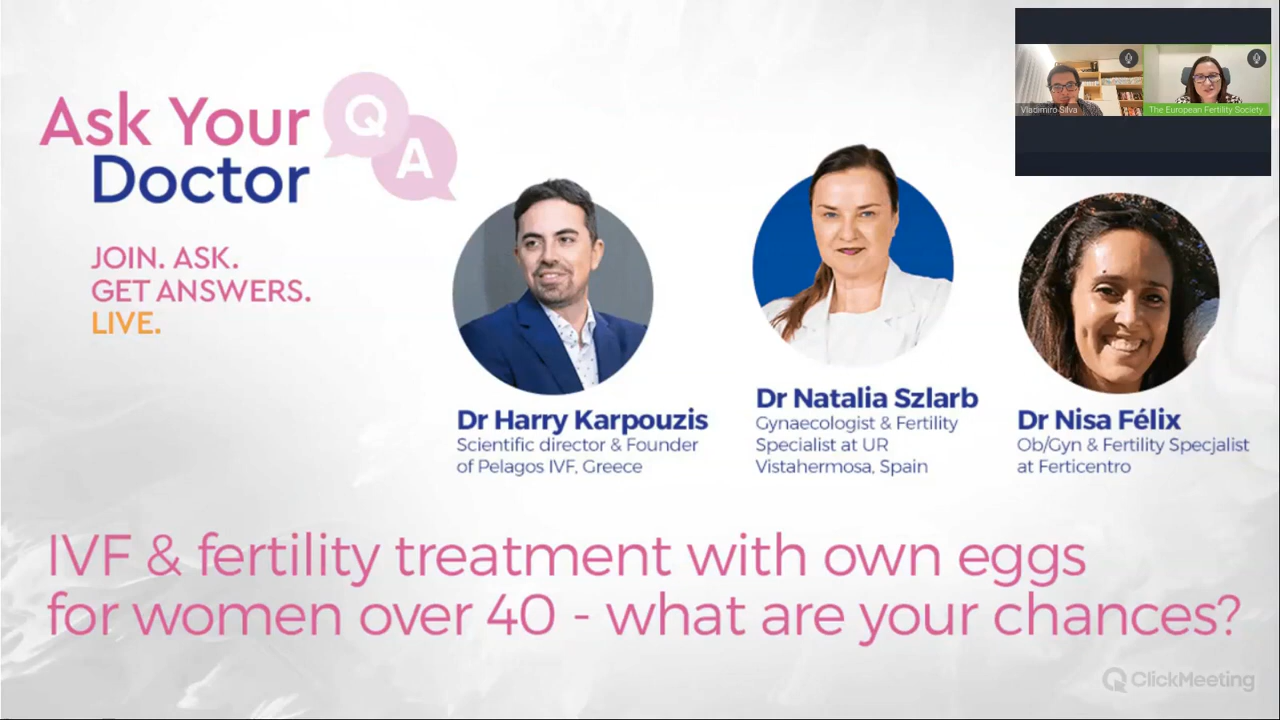 Ask Your
Doctor
Q
A
JOIN. ASK.
GET ANSWERS.
LIVE.
Vladimiro Silva
The European Fertility Society
Dr Harry Karpouzis
Scientific director & Founder
of Pelagos IVF, Greece
Dr Natalia Szlarb
Gynaecologist & Fertility
Specialist at UR
Vistahermosa, Spain
Dr Nisa Félix
Ob/Gyn & Fertility Specjalist
at Ferticentro
IVF & fertility treatment with own eggs
for women over 40 - what are your chances?
ClickMeeting